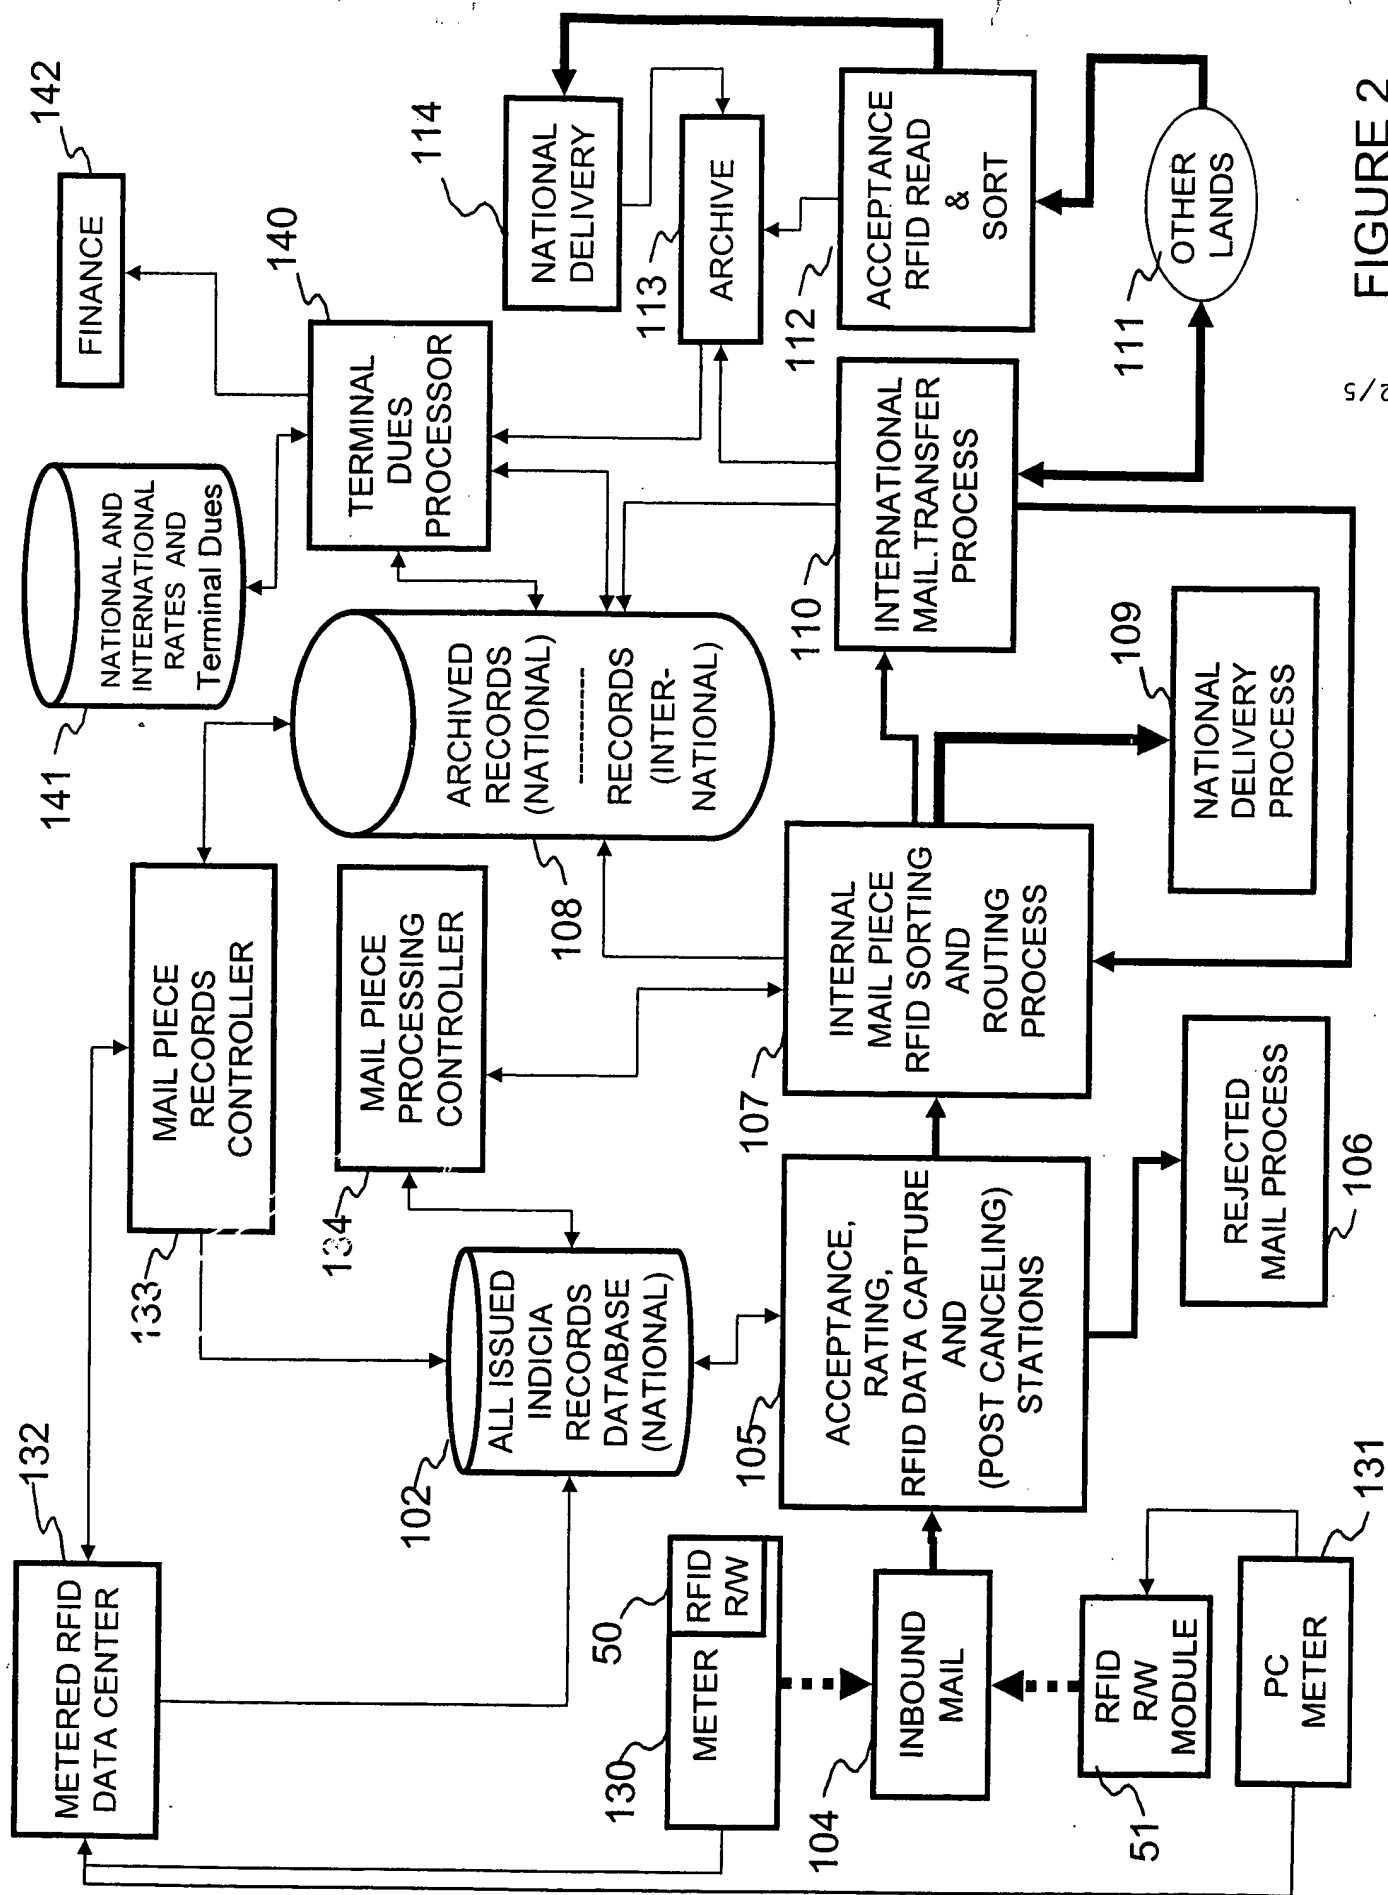 METERED RFID
DATA CENTER
132
MAIL PIECE
RECORDS
CONTROLLER
133
NATIONAL AND
INTERNATIONAL
RATES AND
Terminal Dues
141
FINANCE
142
MAIL PIECE
PROCESSING
CONTROLLER
134
TERMINAL
DUES
PROCESSOR
140
ALL ISSUED
INDICIA
RECORDS
DATABASE
(NATIONAL)
102
ARCHIVED
RECORDS
(NATIONAL)
----------
RECORDS
(INTER-
NATIONAL)
108
NATIONAL
DELIVERY
114
ARCHIVE
113
METER
130
RFID
R/W
50
INBOUND
MAIL
104
RFID
R/W
MODULE
51
PC
METER
131
ACCEPTANCE,
RATING,
RFID DATA CAPTURE
AND
(POST CANCELING)
STATIONS
105
INTERNAL
MAIL PIECE
RFID SORTING
AND
ROUTING
PROCESS
107
INTERNATIONAL
MAIL.TRANSFER
PROCESS
110
ACCEPTANCE
RFID READ
&
SORT
112
REJECTED
MAIL PROCESS
106
NATIONAL
DELIVERY
PROCESS
109
OTHER
LANDS
111
2/5
FIGURE 2